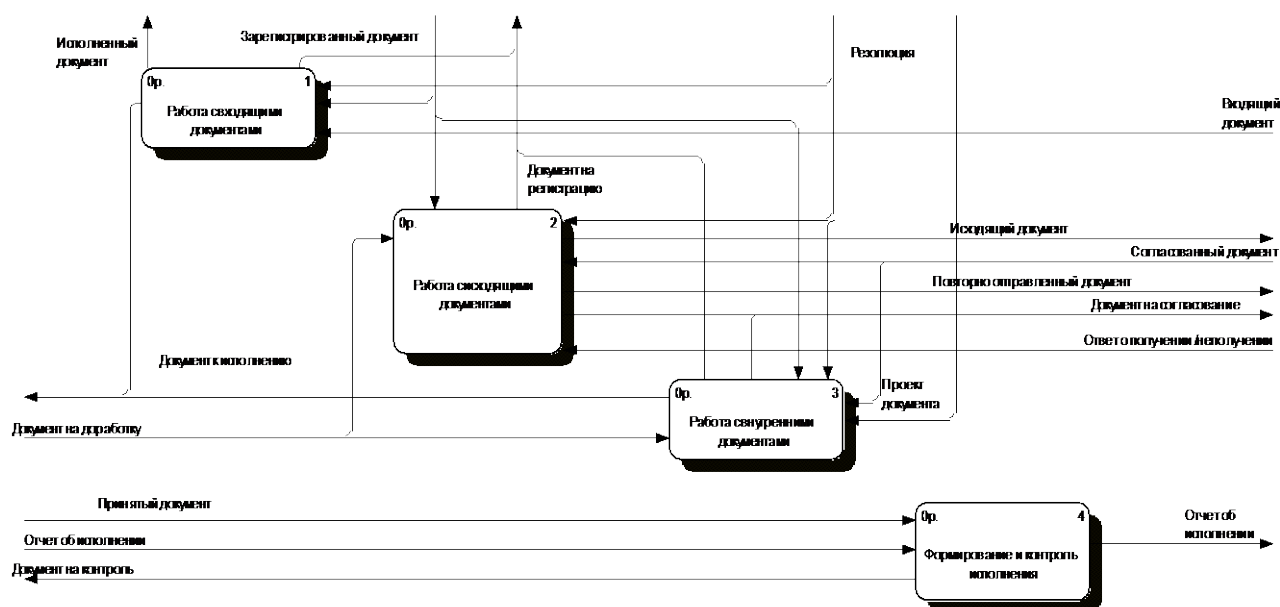 Исполненный
документ
Зарегистрированный документ
Резолюция
0р. 1
Работа с входящими
документами
Входящий
документ
Документ на
регистрацию
0р. 2
Работа с исходящими
документами
Исходящий документ
Согласованный документ
Повторно отправленный документ
Документ на согласование
Ответ о получении /неполучении
Документ к исполнению
0р. 3
Работа с внутренними
документами
Проект
документа
Документ на доработку
Принятый документ
0р. 4
Формирование и контроль
исполнения
Отчет об
исполнении
Отчет об исполнении
Документ на контроль